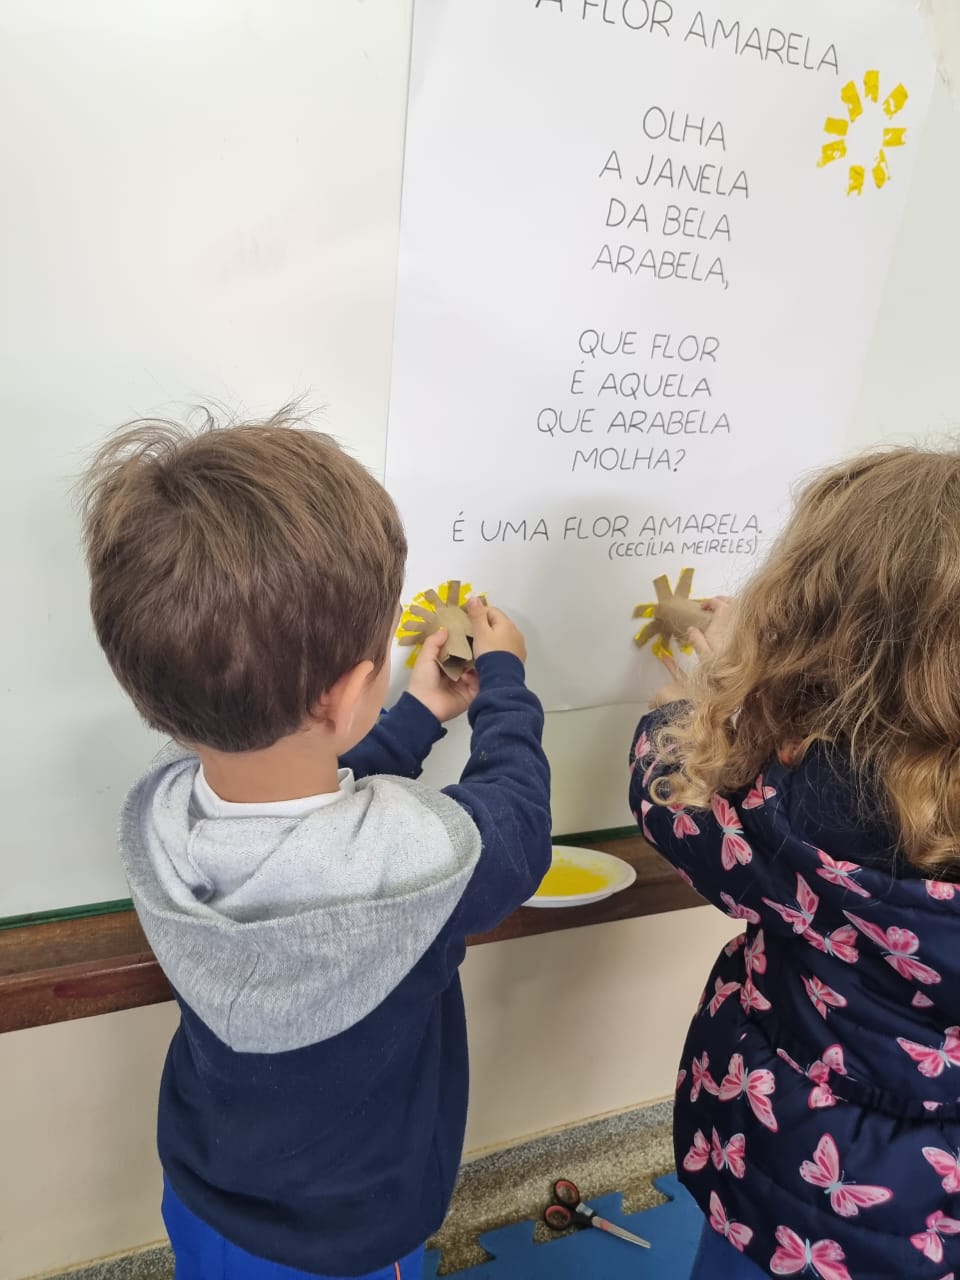 A FLOR AMARELA
OLHA
A JANELA
DA BELA
ARABELA,
QUE FLOR
É AQUELA
QUE ARABELA
MOLHA?
É UMA FLOR AMARELA.
(CECÍLIA MEIRELES)